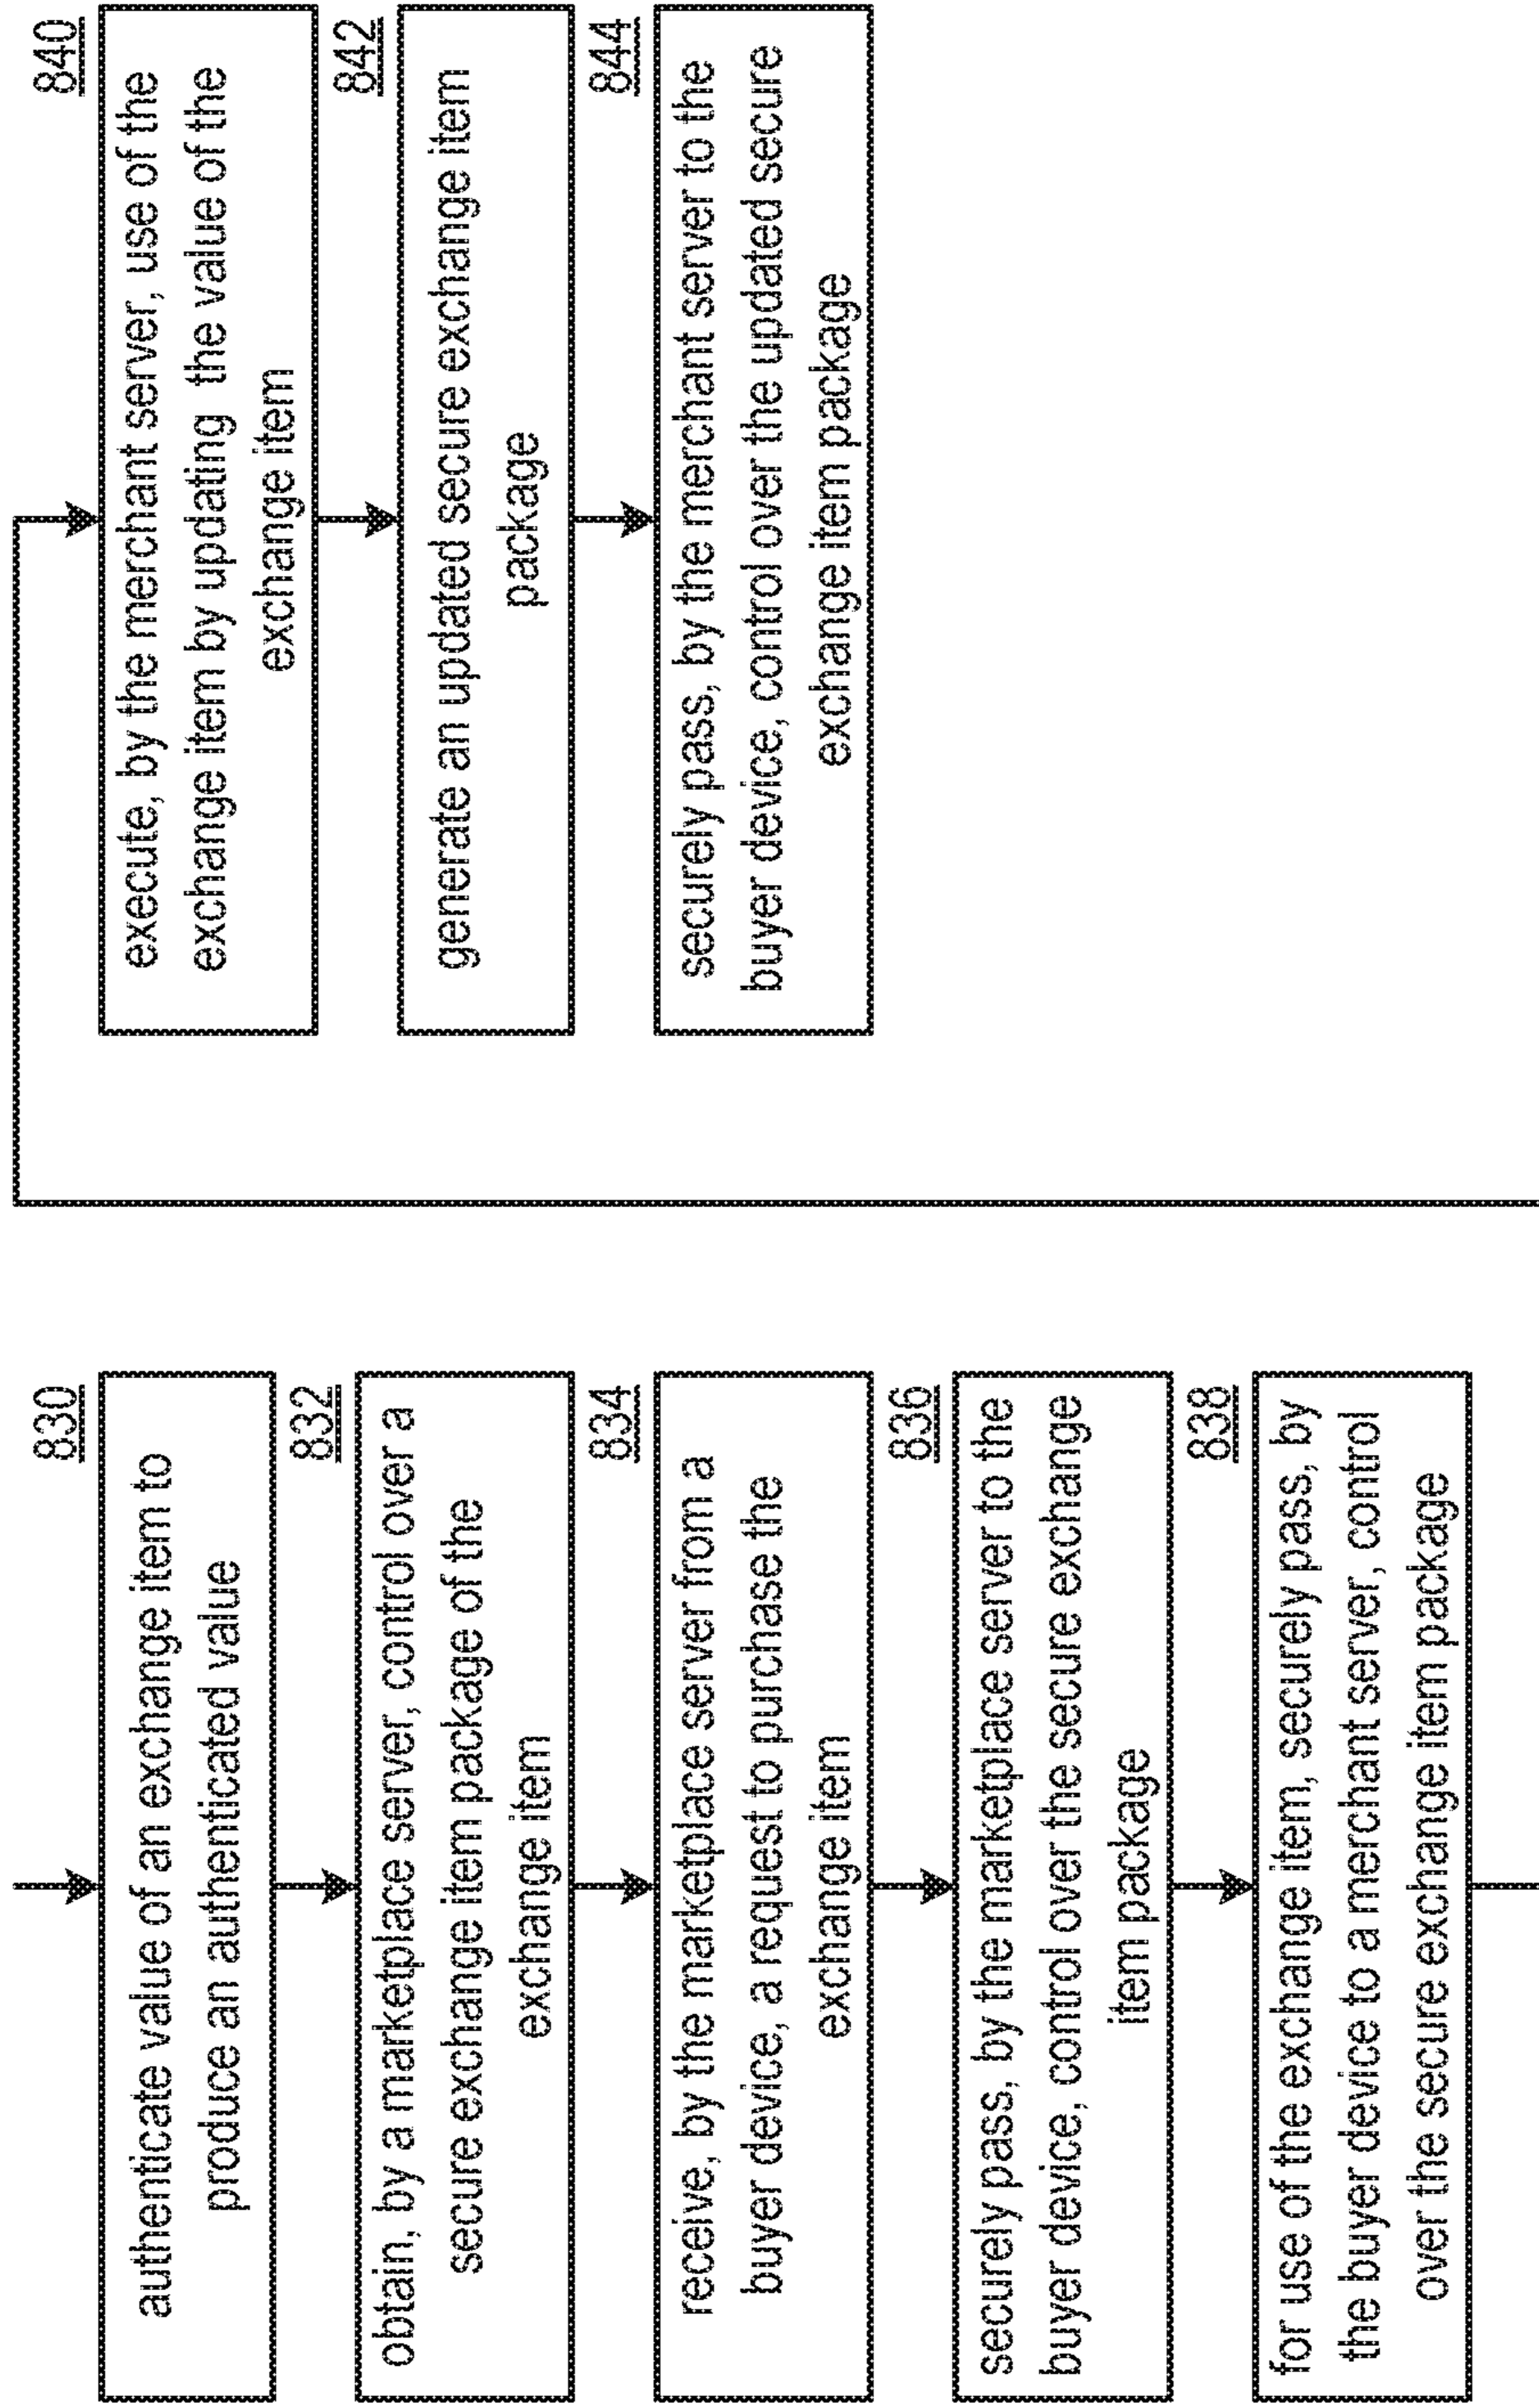 830
authenticate value of an exchange item to
produce an authenticated value
832
obtain, by a marketplace server, control over a
secure exchange item package of the
exchange item
834
receive, by the marketplace server from a
buyer device, a request to purchase the
exchange item
836
securely pass, by the marketplace server to the
buyer device, control over the secure exchange
item package
838
for use of the exchange item, securely pass, by
the buyer device to a merchant server, control
over the secure exchange item package
840
execute, by the merchant server, use of the
exchange item by updating the value of the
exchange item
842
generate an updated secure exchange item
package
844
securely pass, by the merchant server to the
buyer device, control over the updated secure
exchange item package